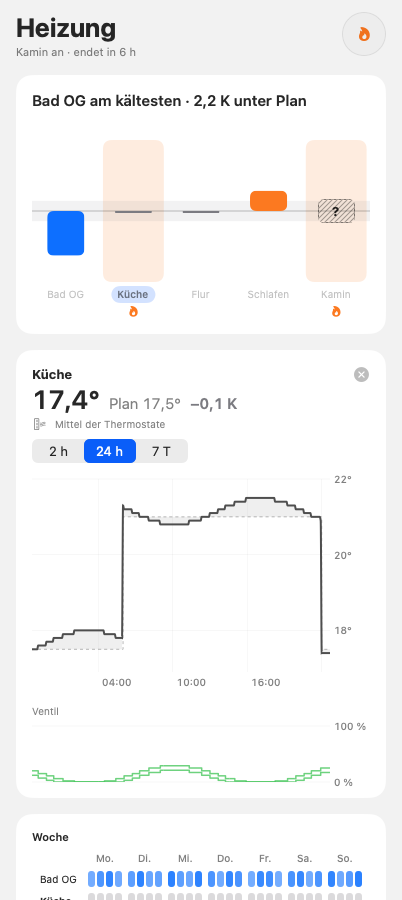 Heizung
Kamin an · endet in 6 h
Bad OG am kältesten · 2,2 K unter Plan
?
Bad OG Küche Flur Schlafen Kamin
Küche
17,4° Plan 17,5° −0,1 K
Mittel der Thermostate
2 h 24 h 7 T
22°
20°
18°
04:00 10:00 16:00
Ventil
100 %
0 %
Woche
Mo. Di. Mi. Do. Fr. Sa. So.
Bad OG
Küche